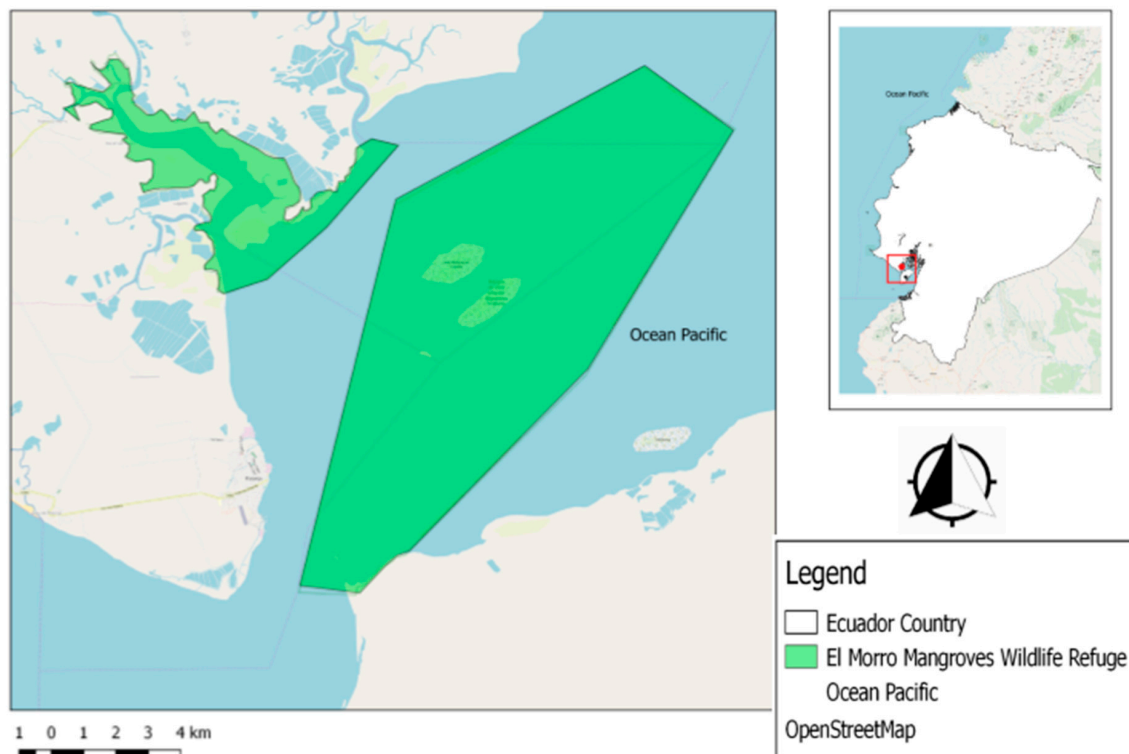 Ocean Pacific
Ocean Pacific
Legend
Ecuador Country
El Morro Mangroves Wildlife Refuge
Ocean Pacific
OpenStreetMap
1 0 1 2 3 4 km